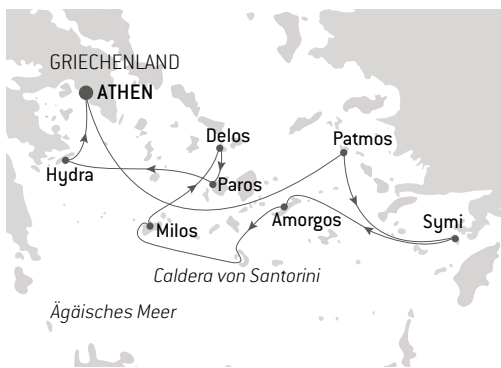 GRIECHENLAND
ATHEN
Delos
Patmos
Hydra
Paros
Amorgos
Symi
Milos
Caldera von Santorini
Ägäisches Meer